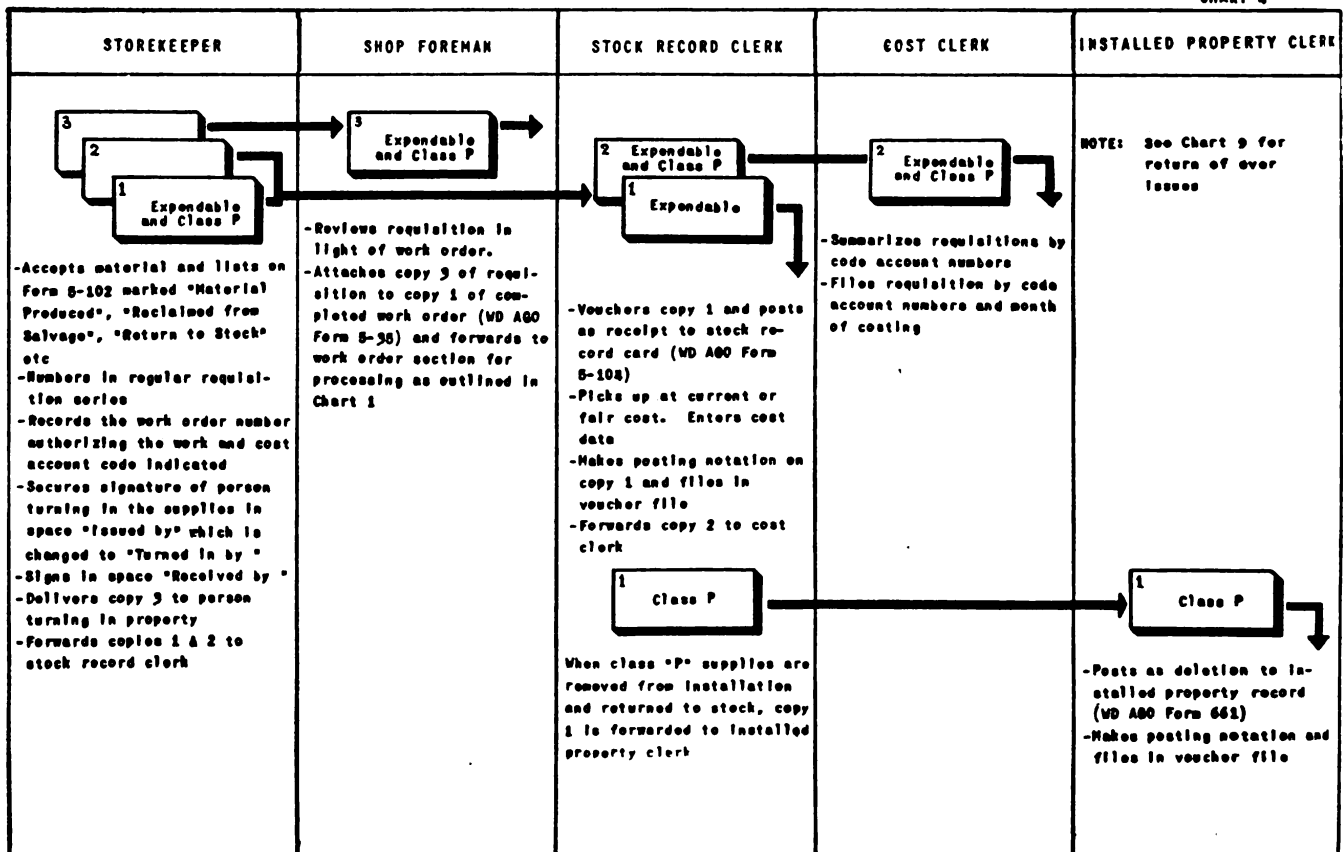 STOREKEEPER
SHOP FOREMAN
STOCK RECORD CLERK
COST CLERK
INSTALLED PROPERTY CLERK
3
2
1
Expendable
and Class P
-Accepts material and lists on
Form 5-102 marked "Material
Produced", "Reclaimed from
Salvage", "Return to Stock"
etc
-Numbers in regular requisi-
tion series
-Records the work order number
authorizing the work and cost
account code indicated
-Secures signature of person
turning in the supplies in
space "Issued by" which is
changed to "Turned in by "
-Signs in space "Received by "
-Delivers copy 3 to person
turning in property
-Forwards copies 1 & 2 to
stock record clerk
3
Expendable
and Class P
-Reviews requisition in
light of work order.
-Attaches copy 3 of requi-
sition to copy 1 of com-
pleted work order (WD AGO
Form 5-38) and forwards to
work order section for
processing as outlined in
Chart 1
2
Expendable
and Class P
1
Expendable
-Vouchers copy 1 and posts
as receipt to stock re-
cord card (WD AGO Form
5-104)
-Picks up at current or
fair cost. Enters cost
data
-Makes posting notation on
copy 1 and files in
voucher file
-Forwards copy 2 to cost
clerk
1
Class P
When class "P" supplies are
removed from installation
and returned to stock, copy
1 is forwarded to installed
property clerk
2
Expendable
and Class P
-Summarizes requisitions by
code account numbers
-Files requisition by code
account numbers and month
of costing
NOTE: See Chart 9 for
return of over
issues
1
Class P
-Posts as deletion to in-
stalled property record
(WD AGO Form 661)
-Makes posting notation and
files in voucher file